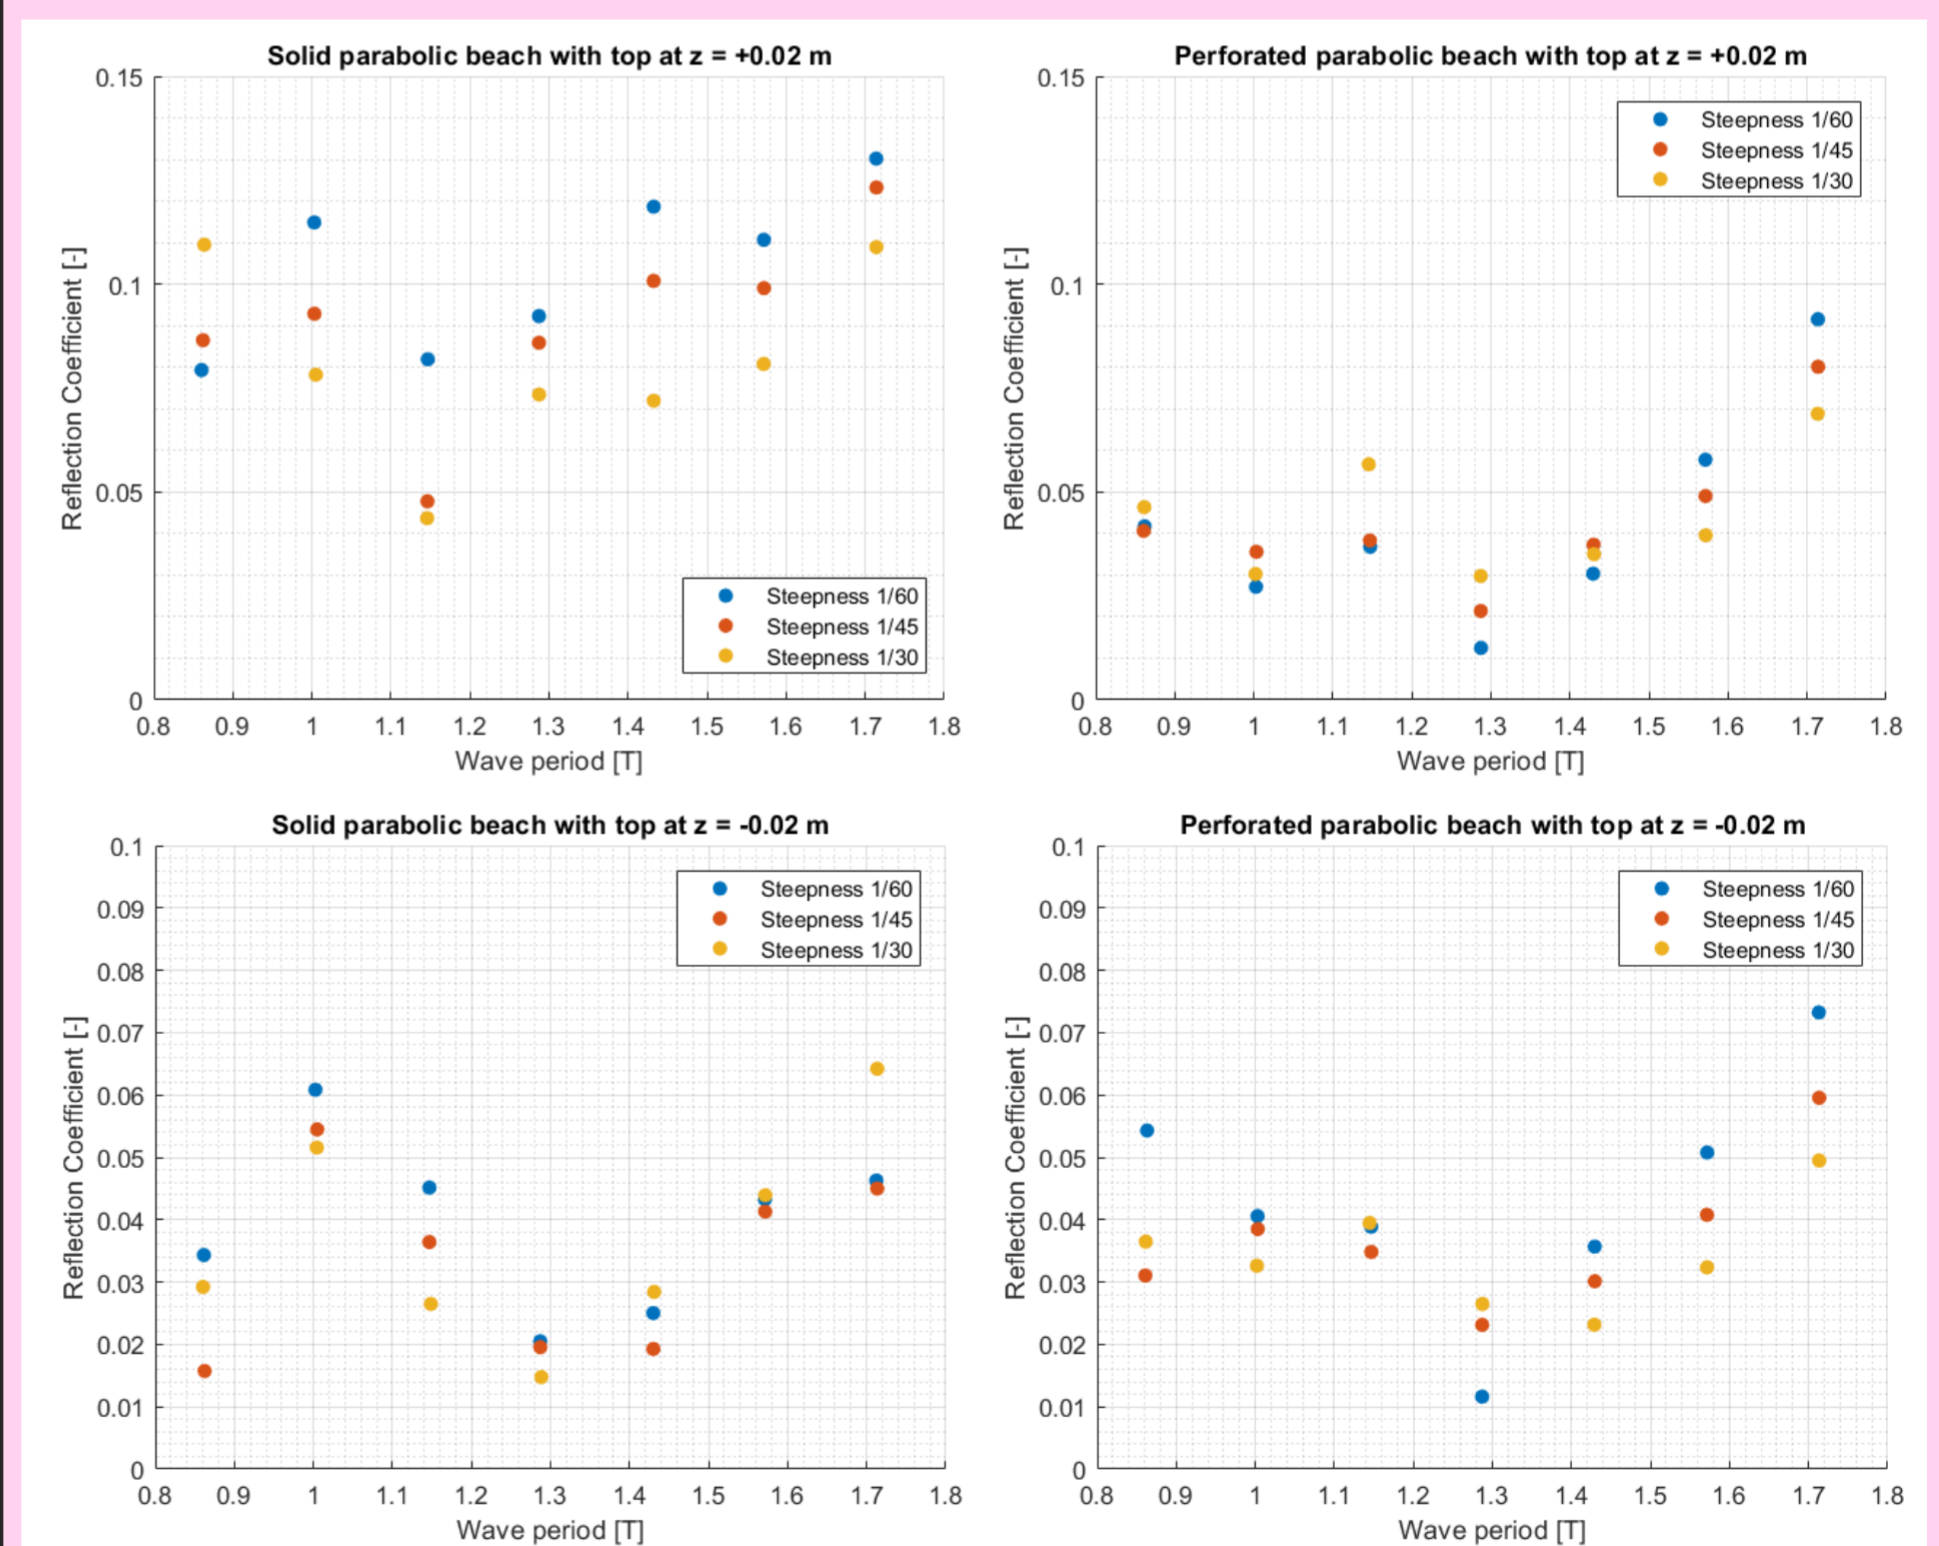 Solid parabolic beach with top at z = +0.02 m
0.15
0.1
0.05
0
Reflection Coefficient [-]
Steepness 1/60
Steepness 1/45
Steepness 1/30
0.8 0.9 1 1.1 1.2 1.3 1.4 1.5 1.6 1.7 1.8
Wave period [T]
Perforated parabolic beach with top at z = +0.02 m
0.15
0.1
0.05
0
Reflection Coefficient [-]
Steepness 1/60
Steepness 1/45
Steepness 1/30
0.8 0.9 1 1.1 1.2 1.3 1.4 1.5 1.6 1.7 1.8
Wave period [T]
Solid parabolic beach with top at z = -0.02 m
0.1
0.09
0.08
0.07
0.06
0.05
0.04
0.03
0.02
0.01
0
Reflection Coefficient [-]
Steepness 1/60
Steepness 1/45
Steepness 1/30
0.8 0.9 1 1.1 1.2 1.3 1.4 1.5 1.6 1.7 1.8
Wave period [T]
Perforated parabolic beach with top at z = -0.02 m
0.1
0.09
0.08
0.07
0.06
0.05
0.04
0.03
0.02
0.01
0
Reflection Coefficient [-]
Steepness 1/60
Steepness 1/45
Steepness 1/30
0.8 0.9 1 1.1 1.2 1.3 1.4 1.5 1.6 1.7 1.8
Wave period [T]